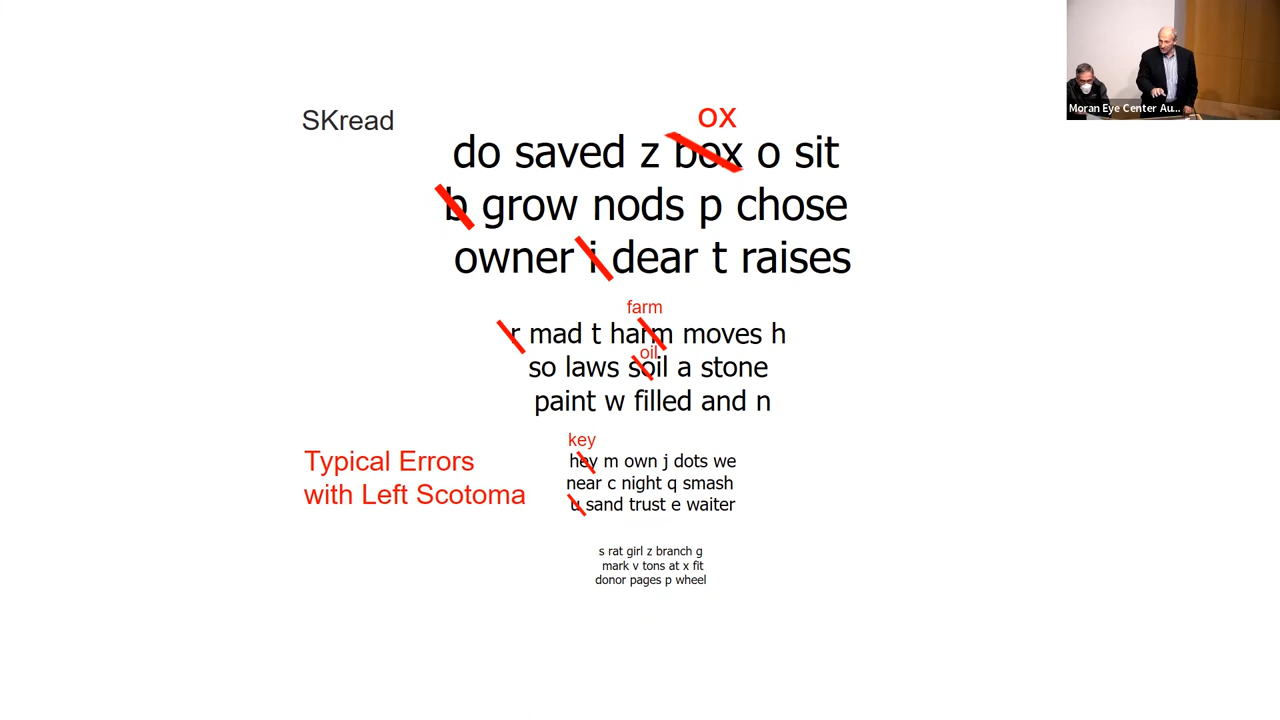 SKread
ox
do saved z box o sit
b grow nods p chose
owner i dear t raises
farm
r mad t harm moves h
oil
so laws soil a stone
paint w filled and n
key
hey m own j dots we
near c night q smash
u sand trust e waiter
s rat girl z branch g
mark v tons at x fit
donor pages p wheel
Typical Errors
with Left Scotoma
Moran Eye Center Au...